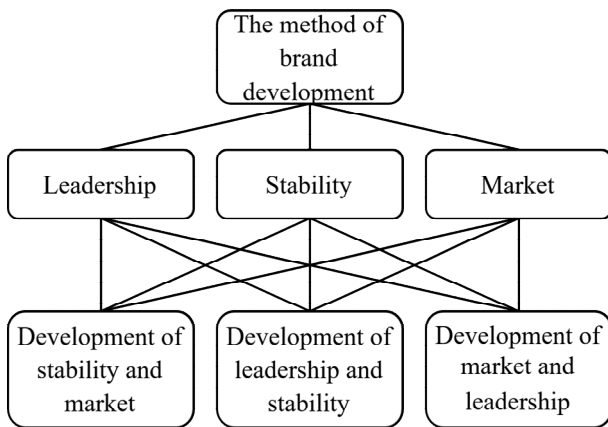 The method of
brand
development
Leadership
Stability
Market
Development of
stability and
market
Development of
leadership and
stability
Development of
market and
leadership